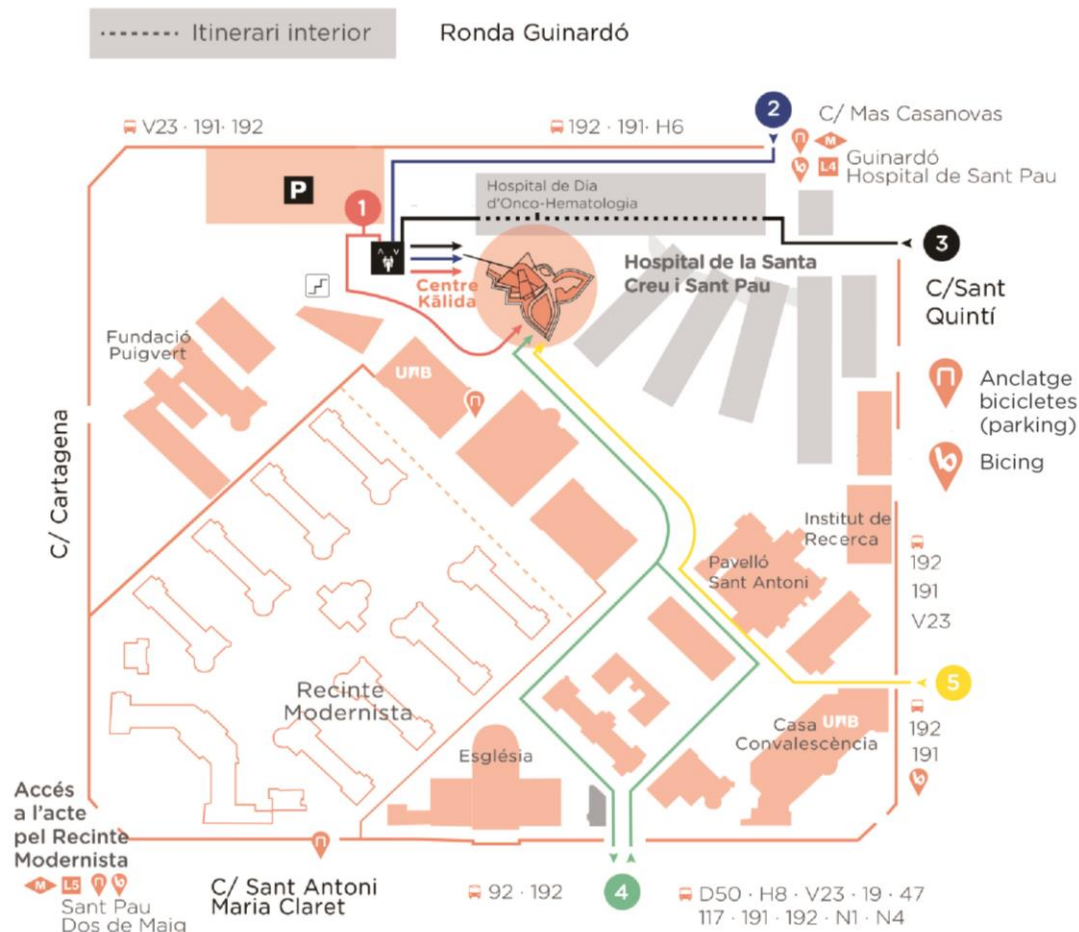 Itinerari interior
Ronda Guinardó
V23 · 191· 192
192 · 191· H6
2
C/ Mas Casanovas
M
L4
Guinardó
Hospital de Sant Pau
P
1
Hospital de Dia
d'Onco-Hematologia
3
Centre
Kālida
Hospital de la Santa
Creu i Sant Pau
C/Sant
Quintí
Fundació
Puigvert
UAB
Anclatge
bicicletes
(parking)
Bicing
C/ Cartagena
Institut de
Recerca
Pavelló
Sant Antoni
192
191
V23
5
Recinte
Modernista
Casa
Convalescència
UAB
192
191
Església
Accés
a l'acte
pel Recinte
Modernista
M
L5
Sant Pau
Dos de Maig
C/ Sant Antoni
Maria Claret
92 · 192
4
D50 · H8 · V23 · 19 · 47
117 · 191 · 192 · N1 · N4